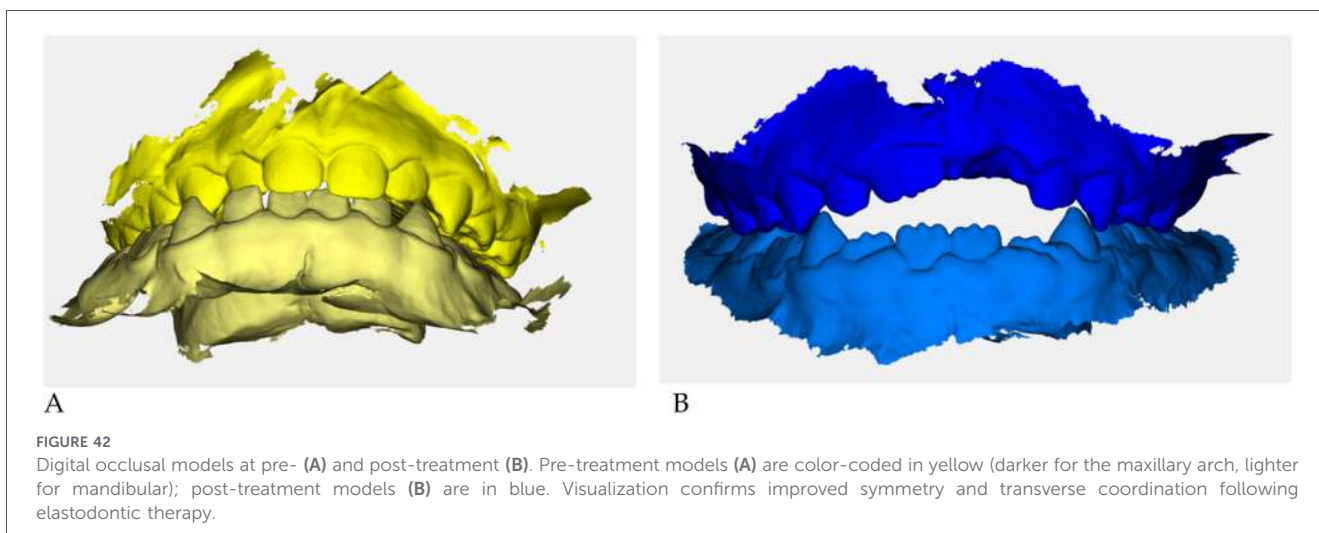 A
B
FIGURE 42
Digital occlusal models at pre- (A) and post-treatment (B). Pre-treatment models (A) are color-coded in yellow (darker for the maxillary arch, lighter
for mandibular); post-treatment models (B) are in blue. Visualization confirms improved symmetry and transverse coordination following
elastodontic therapy.